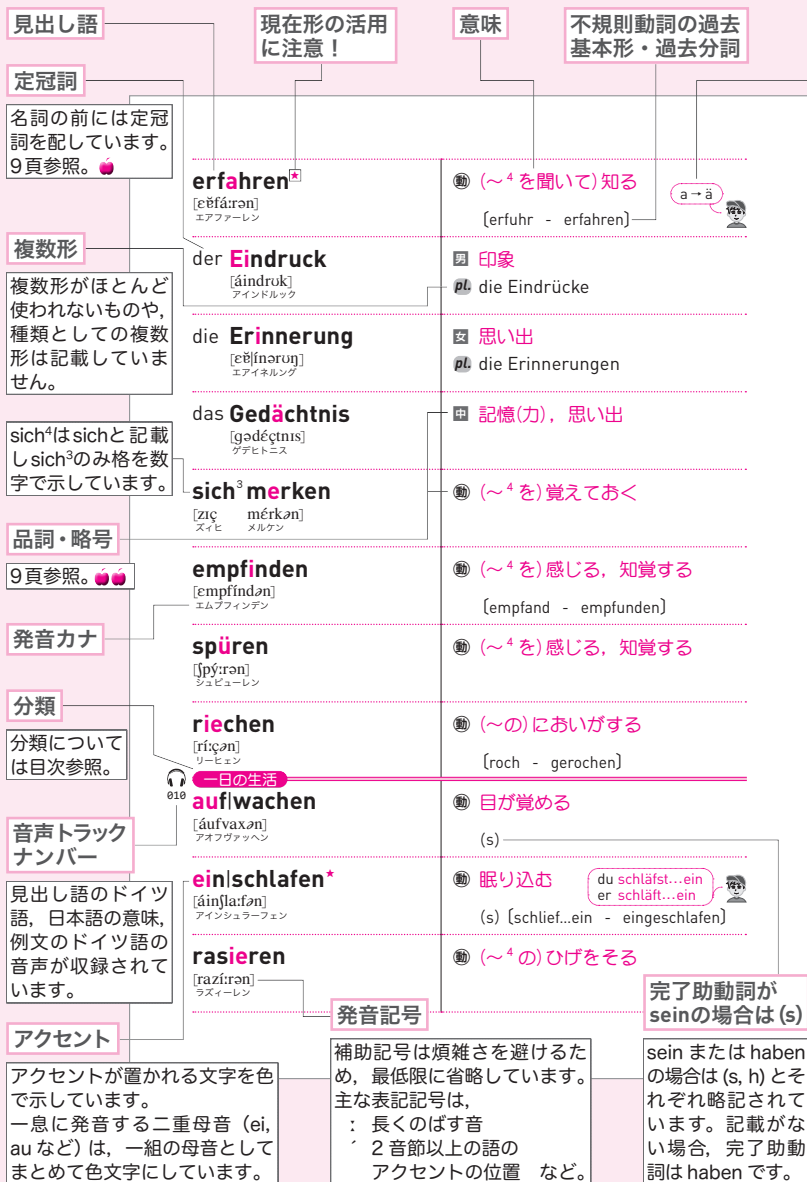 見出し語
現在形の活用
に注意！
意味
不規則動詞の過去
基本形・過去分詞
定冠詞
名詞の前には定冠
詞を配しています。
9頁参照。
erfahren★
[ɛɐ̆fáːrən]
エアファーレン
動 (～⁴を聞いて)知る
〔erfuhr - erfahren〕
a→ä
複数形
複数形がほとんど
使われないものや,
種類としての複数
形は記載していま
せん。
der Eindruck
[áindrʊk]
アインドルック
男 印象
pl. die Eindrücke
die Erinnerung
[ɛɐ̆|ínərʊŋ]
エアイネルング
女 思い出
pl. die Erinnerungen
das Gedächtnis
[gədɛ́çtnɪs]
ゲデヒトニス
中 記憶(力), 思い出
sich⁴はsichと記載
しsich³のみ格を数
字で示しています。
sich³ merken
[zɪç mɛ́rkən]
ズィヒ メルケン
動 (～⁴を)覚えておく
品詞・略号
9頁参照。
empfinden
[ɛmpfíndən]
エムプフィンデン
動 (～⁴を)感じる, 知覚する
〔empfand - empfunden〕
発音カナ
spüren
[ʃpýːrən]
シュピューレン
動 (～⁴を)感じる, 知覚する
分類
分類について
は目次参照。
riechen
[ríːçən]
リーヒェン
動 (～の)においがする
〔roch - gerochen〕
一日の生活
010
auf|wachen
[áufvaxən]
アオフヴァッヘン
動 目が覚める
(s)
音声トラック
ナンバー
見出し語のドイツ
語, 日本語の意味,
例文のドイツ語の
音声が収録されて
います。
ein|schlafen★
[áinʃlaːfən]
アインシュラーフェン
動 眠り込む
du schläfst…ein
er schläft…ein
(s)〔schlief...ein - eingeschlafen〕
rasieren
[razíːrən]
ラズィーレン
動 (～⁴の)ひげをそる
アクセント
アクセントが置かれる文字を色
で示しています。
一息に発音する二重母音（ei,
au など）は, 一組の母音として
まとめて色文字にしています。
発音記号
補助記号は煩雑さを避けるた
め, 最低限に省略しています。
主な表記記号は,
ː 長くのばす音
´ 2音節以上の語の
アクセントの位置 など。
完了助動詞が
seinの場合は(s)
sein または haben
の場合は(s, h)とそ
れぞれ略記されて
います。記載がな
い場合, 完了助動
詞は haben です。